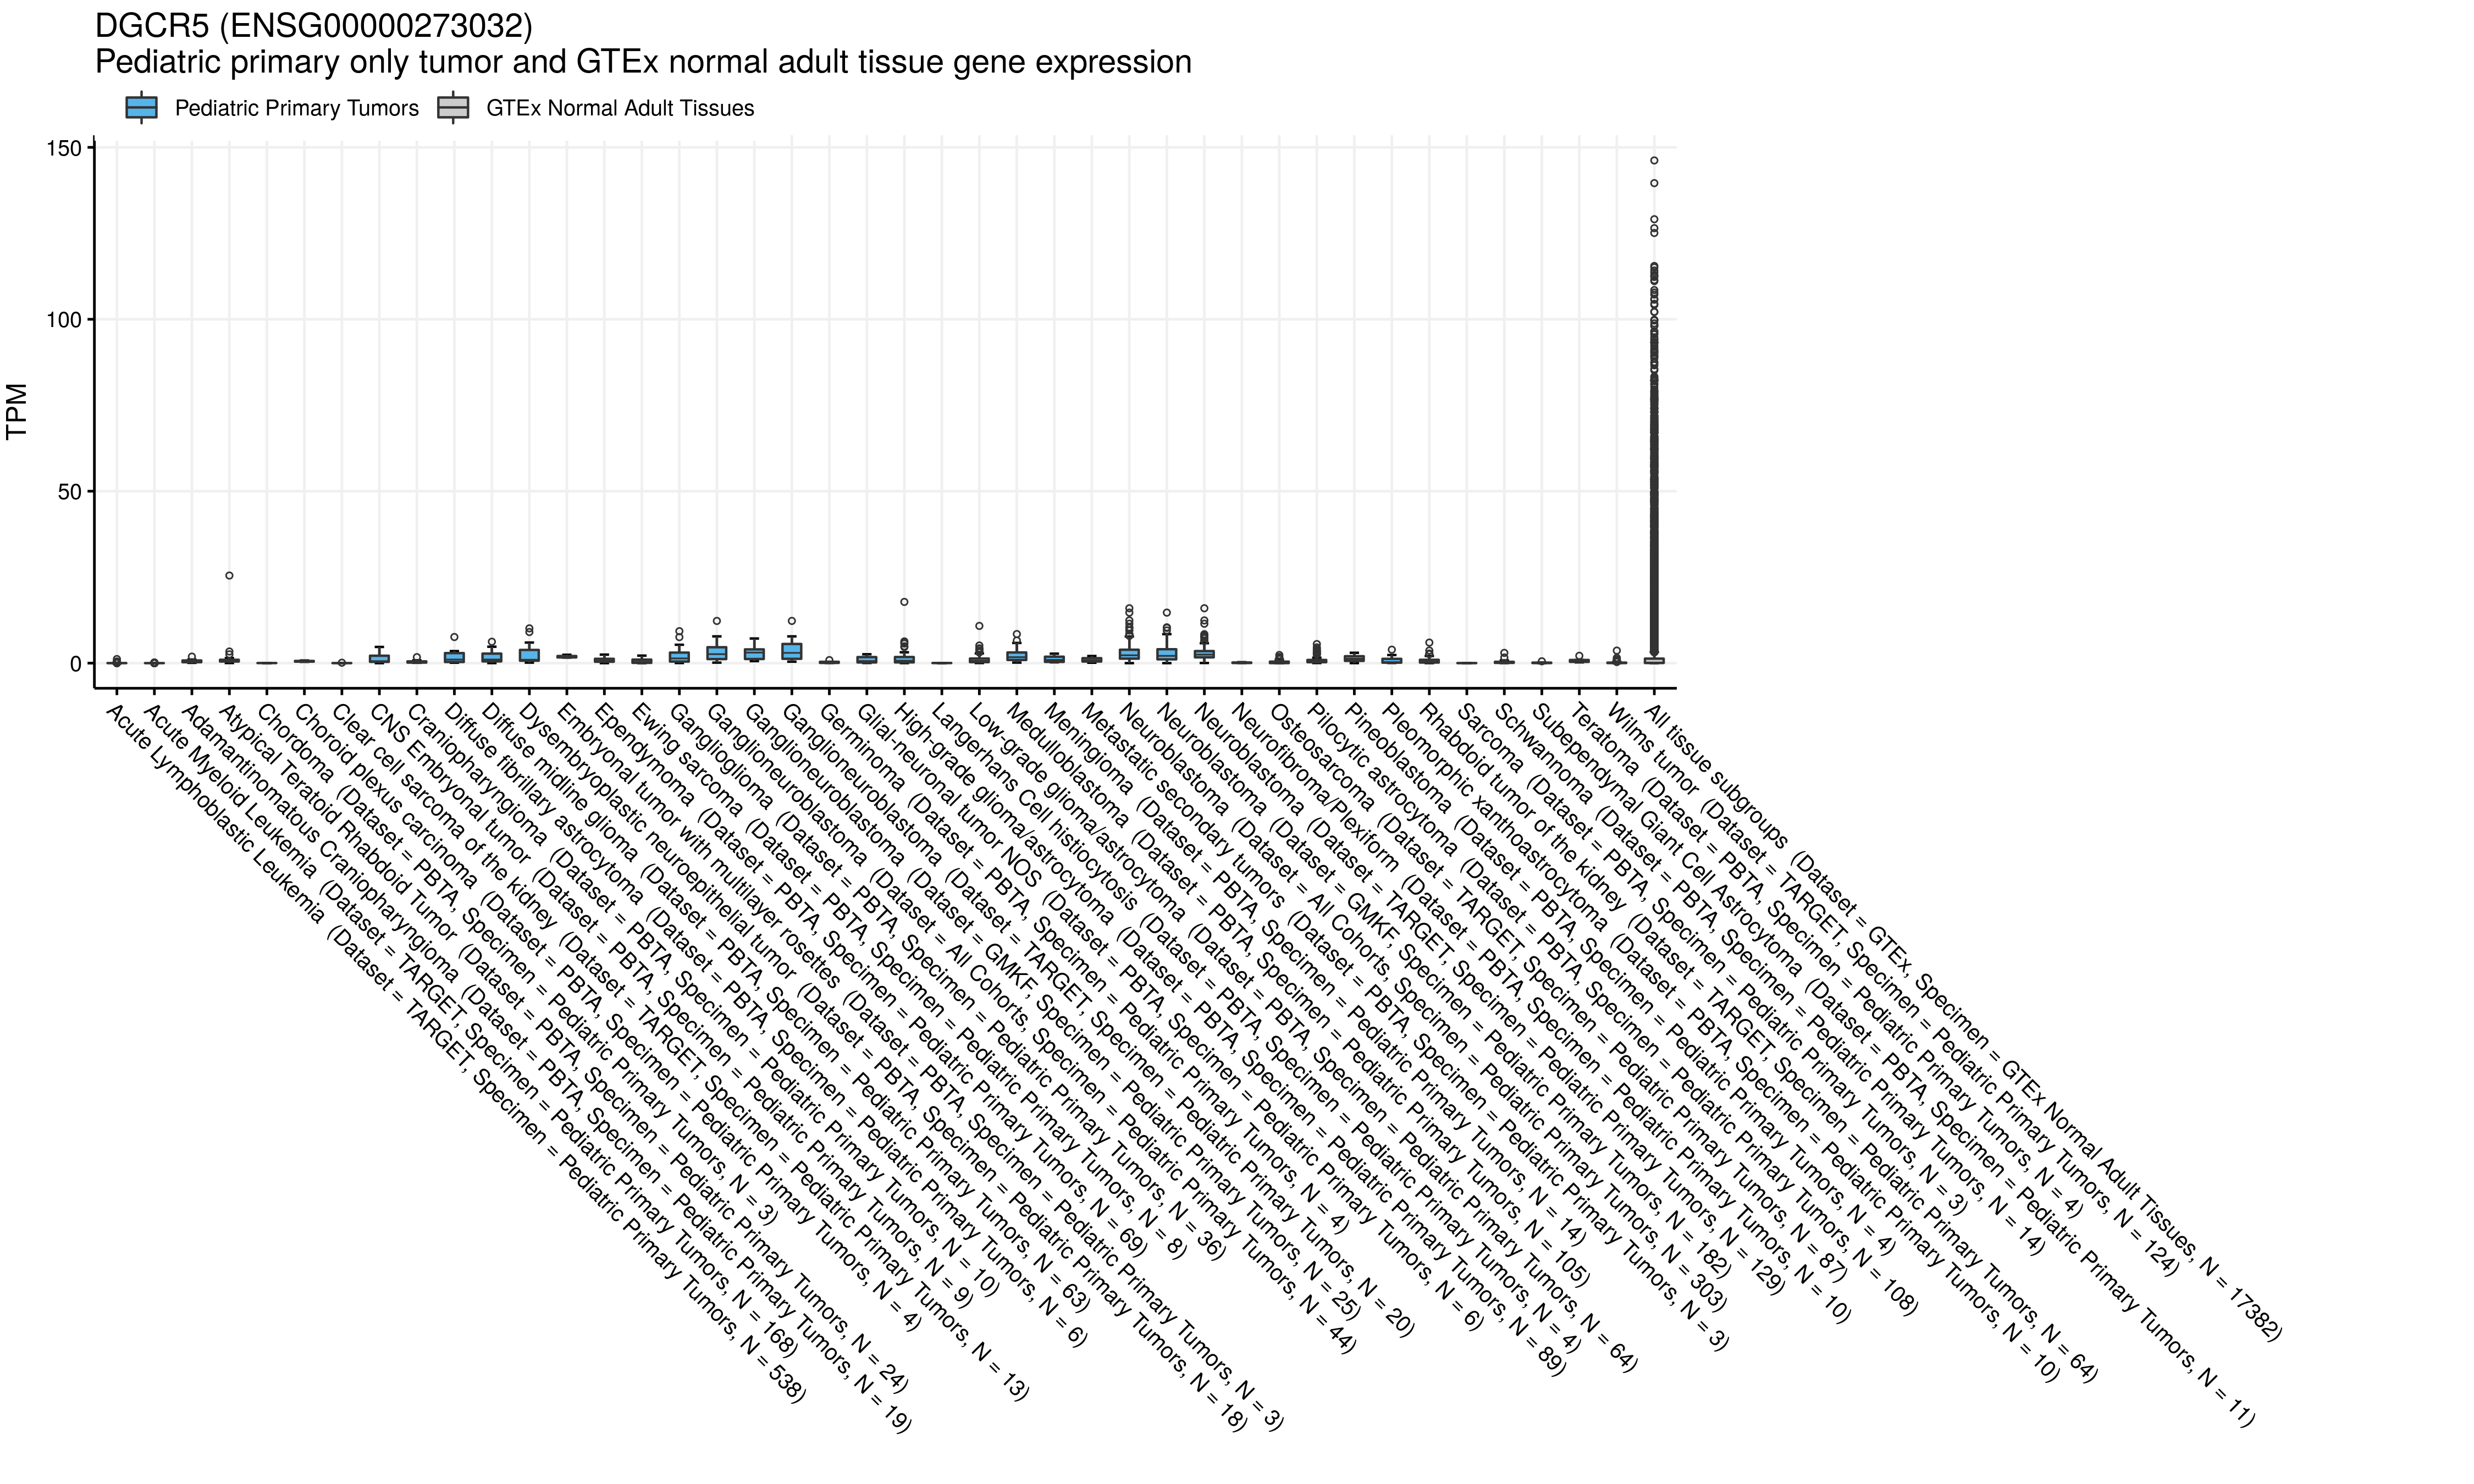 DGCR5 (ENSG00000273032)
Pediatric primary only tumor and GTEx normal adult tissue gene expression
Pediatric Primary Tumors
GTEx Normal Adult Tissues
TPM
150
100
50
0
Acute Lymphoblastic Leukemia (Dataset = TARGET, Specimen = Pediatric Primary Tumors, N = 538)
Acute Myeloid Leukemia (Dataset = TARGET, Specimen = Pediatric Primary Tumors, N = 168)
Adamantinomatous Craniopharyngioma (Dataset = PBTA, Specimen = Pediatric Primary Tumors, N = 19)
Atypical Teratoid Rhabdoid Tumor (Dataset = PBTA, Specimen = Pediatric Primary Tumors, N = 24)
Chordoma (Dataset = PBTA, Specimen = Pediatric Primary Tumors, N = 3)
Choroid plexus carcinoma (Dataset = PBTA, Specimen = Pediatric Primary Tumors, N = 4)
Clear cell sarcoma of the kidney (Dataset = TARGET, Specimen = Pediatric Primary Tumors, N = 13)
CNS Embryonal tumor (Dataset = PBTA, Specimen = Pediatric Primary Tumors, N = 9)
Craniopharyngioma (Dataset = PBTA, Specimen = Pediatric Primary Tumors, N = 10)
Diffuse fibrillary astrocytoma (Dataset = PBTA, Specimen = Pediatric Primary Tumors, N = 6)
Diffuse midline glioma (Dataset = PBTA, Specimen = Pediatric Primary Tumors, N = 63)
Dysembryoplastic neuroepithelial tumor (Dataset = PBTA, Specimen = Pediatric Primary Tumors, N = 18)
Embryonal tumor with multilayer rosettes (Dataset = PBTA, Specimen = Pediatric Primary Tumors, N = 3)
Ependymoma (Dataset = PBTA, Specimen = Pediatric Primary Tumors, N = 69)
Ewing sarcoma (Dataset = PBTA, Specimen = Pediatric Primary Tumors, N = 8)
Ganglioglioma (Dataset = PBTA, Specimen = Pediatric Primary Tumors, N = 36)
Ganglioneuroblastoma (Dataset = All Cohorts, Specimen = Pediatric Primary Tumors, N = 44)
Ganglioneuroblastoma (Dataset = GMKF, Specimen = Pediatric Primary Tumors, N = 25)
Ganglioneuroblastoma (Dataset = TARGET, Specimen = Pediatric Primary Tumors, N = 20)
Germinoma (Dataset = PBTA, Specimen = Pediatric Primary Tumors, N = 4)
Glial-neuronal tumor NOS (Dataset = PBTA, Specimen = Pediatric Primary Tumors, N = 6)
High-grade glioma/astrocytoma (Dataset = PBTA, Specimen = Pediatric Primary Tumors, N = 89)
Langerhans Cell histiocytosis (Dataset = PBTA, Specimen = Pediatric Primary Tumors, N = 4)
Low-grade glioma/astrocytoma (Dataset = PBTA, Specimen = Pediatric Primary Tumors, N = 64)
Medulloblastoma (Dataset = PBTA, Specimen = Pediatric Primary Tumors, N = 105)
Meningioma (Dataset = PBTA, Specimen = Pediatric Primary Tumors, N = 14)
Metastatic secondary tumors (Dataset = PBTA, Specimen = Pediatric Primary Tumors, N = 3)
Neuroblastoma (Dataset = All Cohorts, Specimen = Pediatric Primary Tumors, N = 303)
Neuroblastoma (Dataset = GMKF, Specimen = Pediatric Primary Tumors, N = 182)
Neuroblastoma (Dataset = TARGET, Specimen = Pediatric Primary Tumors, N = 129)
Neurofibroma/Plexiform (Dataset = PBTA, Specimen = Pediatric Primary Tumors, N = 10)
Osteosarcoma (Dataset = TARGET, Specimen = Pediatric Primary Tumors, N = 87)
Pilocytic astrocytoma (Dataset = PBTA, Specimen = Pediatric Primary Tumors, N = 108)
Pineoblastoma (Dataset = PBTA, Specimen = Pediatric Primary Tumors, N = 4)
Pleomorphic xanthoastrocytoma (Dataset = PBTA, Specimen = Pediatric Primary Tumors, N = 10)
Rhabdoid tumor of the kidney (Dataset = TARGET, Specimen = Pediatric Primary Tumors, N = 64)
Sarcoma (Dataset = PBTA, Specimen = Pediatric Primary Tumors, N = 3)
Schwannoma (Dataset = PBTA, Specimen = Pediatric Primary Tumors, N = 14)
Subependymal Giant Cell Astrocytoma (Dataset = PBTA, Specimen = Pediatric Primary Tumors, N = 11)
Teratoma (Dataset = PBTA, Specimen = Pediatric Primary Tumors, N = 4)
Wilms tumor (Dataset = TARGET, Specimen = Pediatric Primary Tumors, N = 124)
All tissue subgroups (Dataset = GTEx, Specimen = GTEx Normal Adult Tissues, N = 17382)